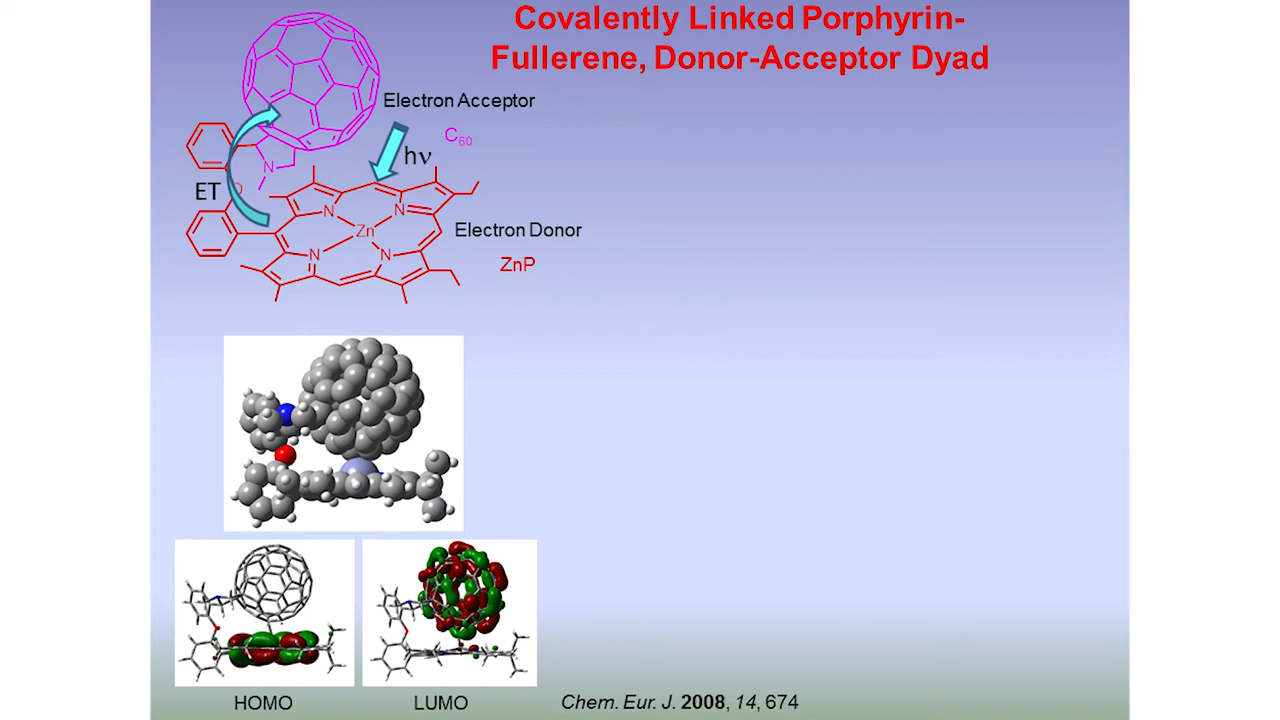 Covalently Linked Porphyrin-
Fullerene, Donor-Acceptor Dyad
Electron Acceptor
C₆₀
hν
N
O
ET
N
N
Zn
Electron Donor
N
N
ZnP
HOMO
LUMO
Chem. Eur. J. 2008, 14, 674